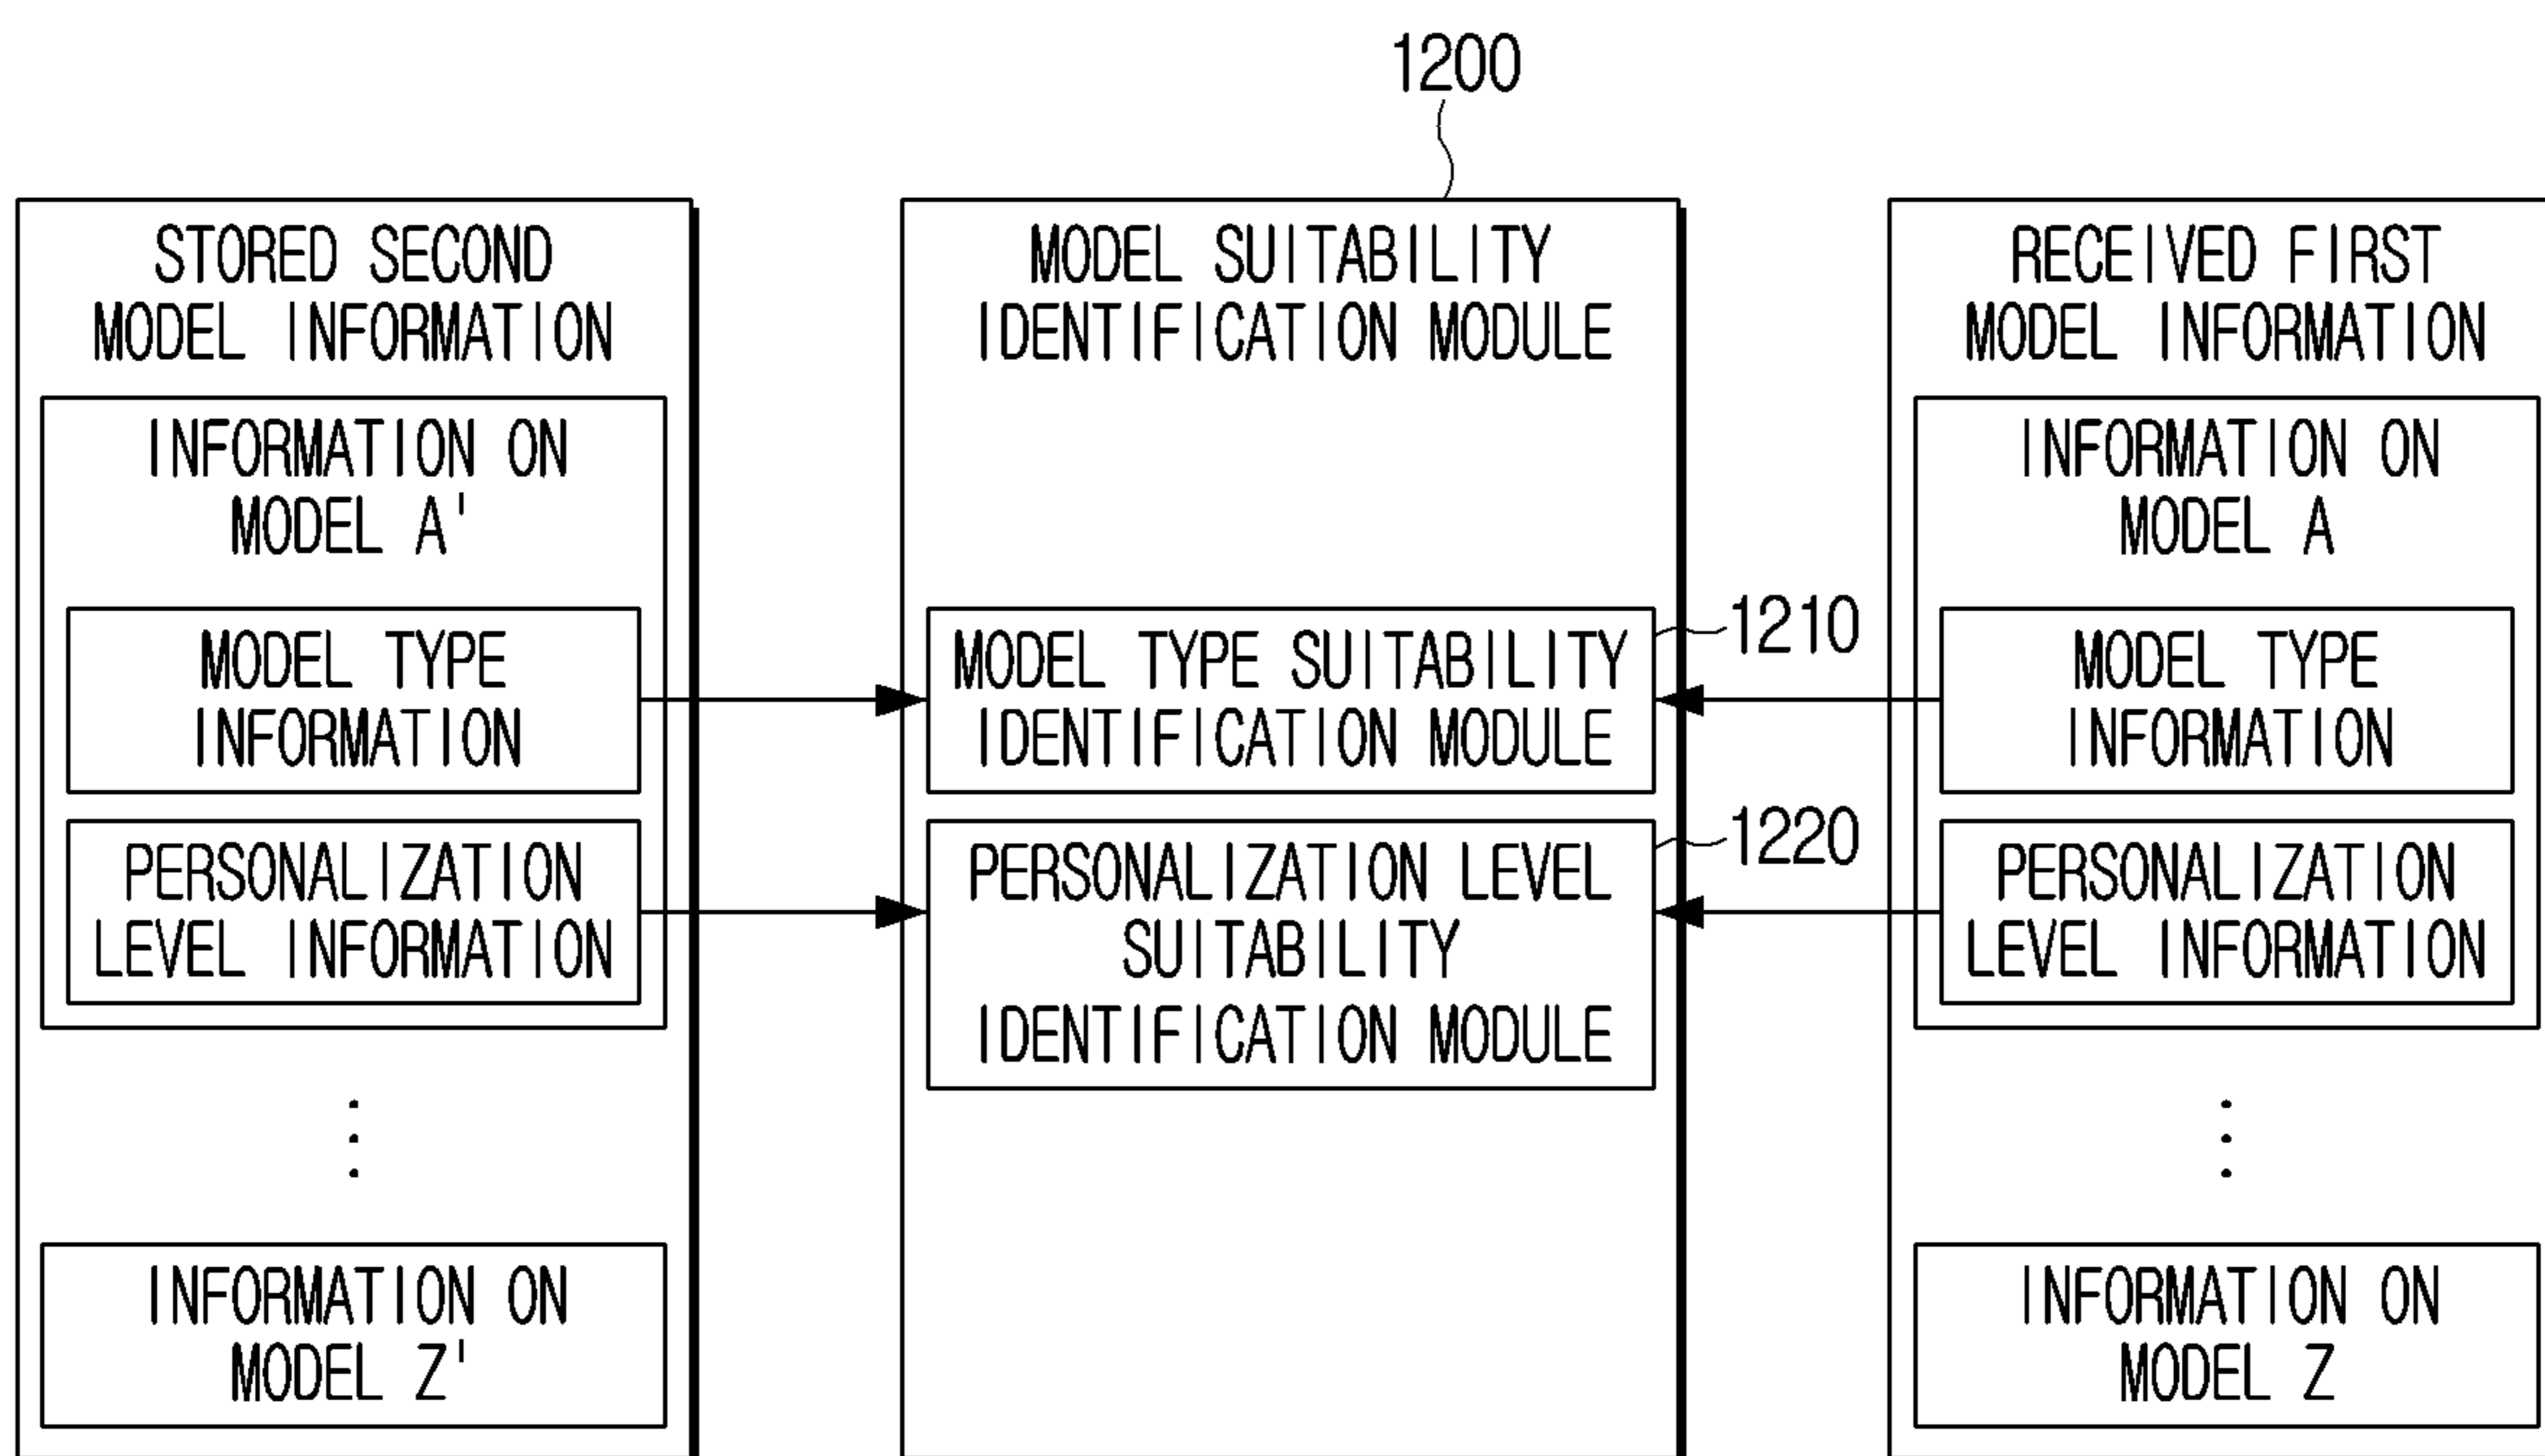 1200
STORED SECOND
MODEL INFORMATION
INFORMATION ON
MODEL A'
MODEL TYPE
INFORMATION
PERSONALIZATION
LEVEL INFORMATION
INFORMATION ON
MODEL Z'
MODEL SUITABILITY
IDENTIFICATION MODULE
MODEL TYPE SUITABILITY
IDENTIFICATION MODULE
1210
PERSONALIZATION LEVEL
SUITABILITY
IDENTIFICATION MODULE
1220
RECEIVED FIRST
MODEL INFORMATION
INFORMATION ON
MODEL A
MODEL TYPE
INFORMATION
PERSONALIZATION
LEVEL INFORMATION
INFORMATION ON
MODEL Z